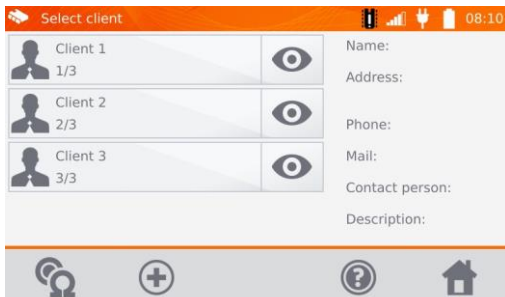 Select client
08:10
Client 1
1/3
Client 2
2/3
Client 3
3/3
Name:
Address:
Phone:
Mail:
Contact person:
Description: